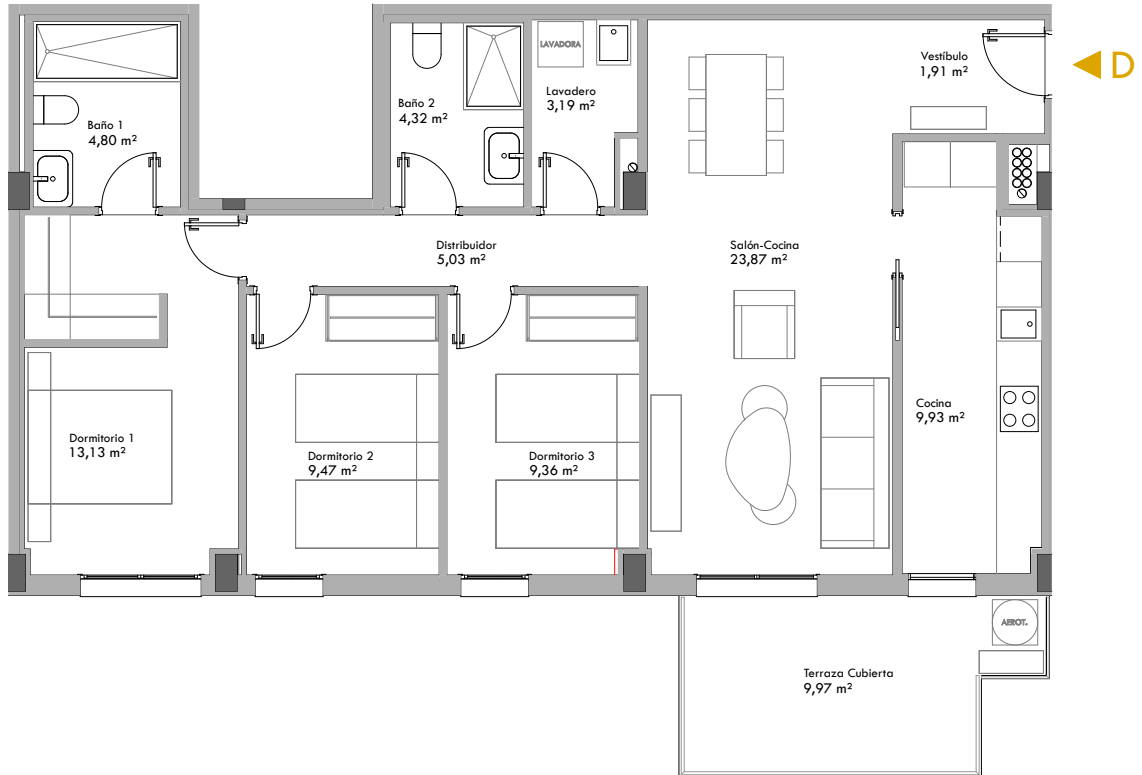 LAVADORA
Vestíbulo
1,91 m²
D
Lavadero
3,19 m²
Baño 2
4,32 m²
Baño 1
4,80 m²
Distribuidor
5,03 m²
Salón-Cocina
23,87 m²
Cocina
9,93 m²
Dormitorio 1
13,13 m²
Dormitorio 2
9,47 m²
Dormitorio 3
9,36 m²
AEROT.
Terraza Cubierta
9,97 m²